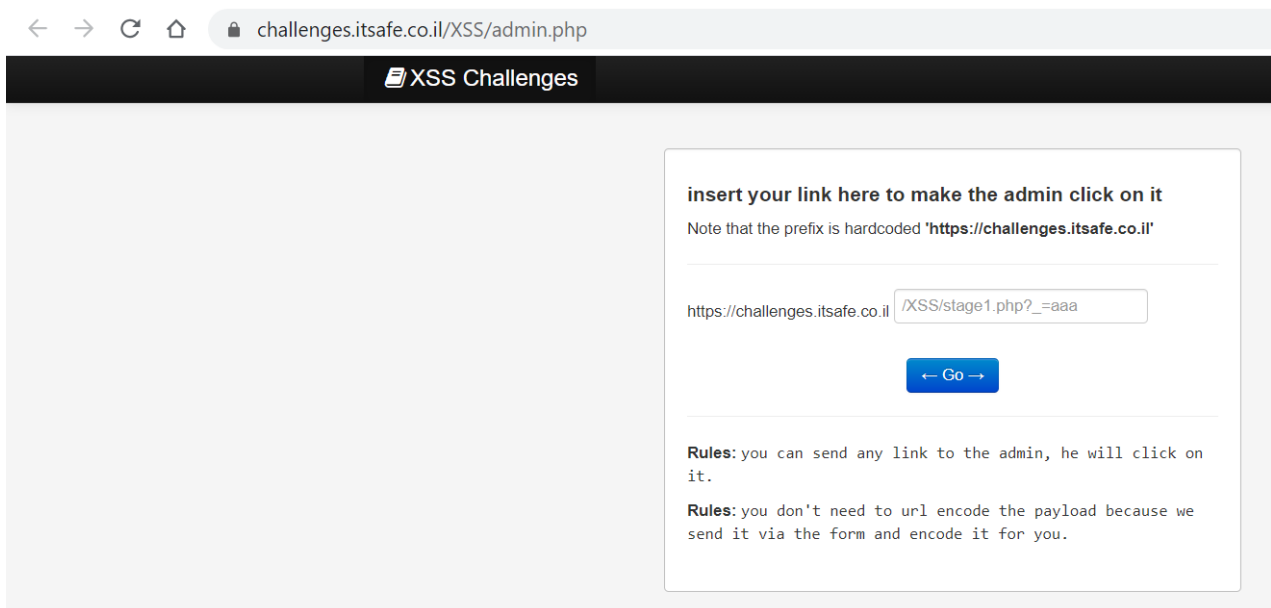 challenges.itsafe.co.il/XSS/admin.php
XSS Challenges
insert your link here to make the admin click on it
Note that the prefix is hardcoded 'https://challenges.itsafe.co.il'
https://challenges.itsafe.co.il /XSS/stage1.php?_=aaa
← Go →
Rules: you can send any link to the admin, he will click on
it.
Rules: you don't need to url encode the payload because we
send it via the form and encode it for you.